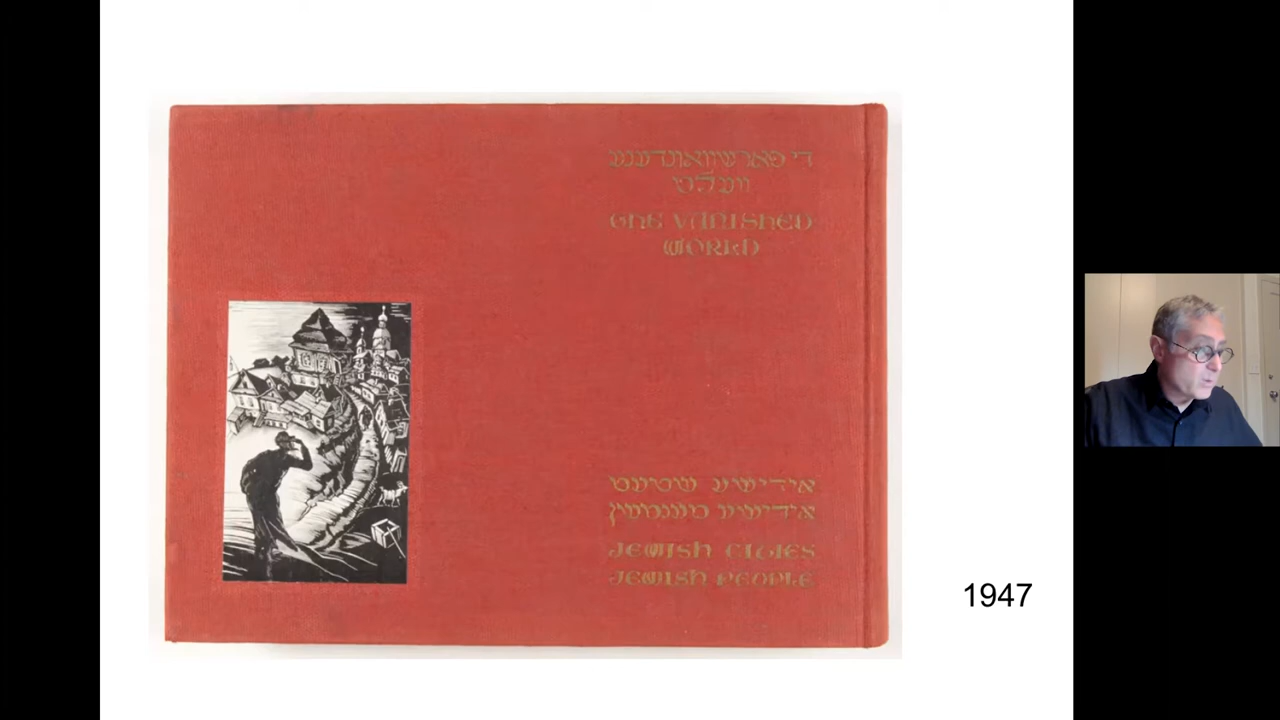 די פארשוואונדענע
וועלט
THE VANISHED
WORLD
אידישע שטעט
אידישע מענטשן
JEWISH CITIES
JEWISH PEOPLE
1947